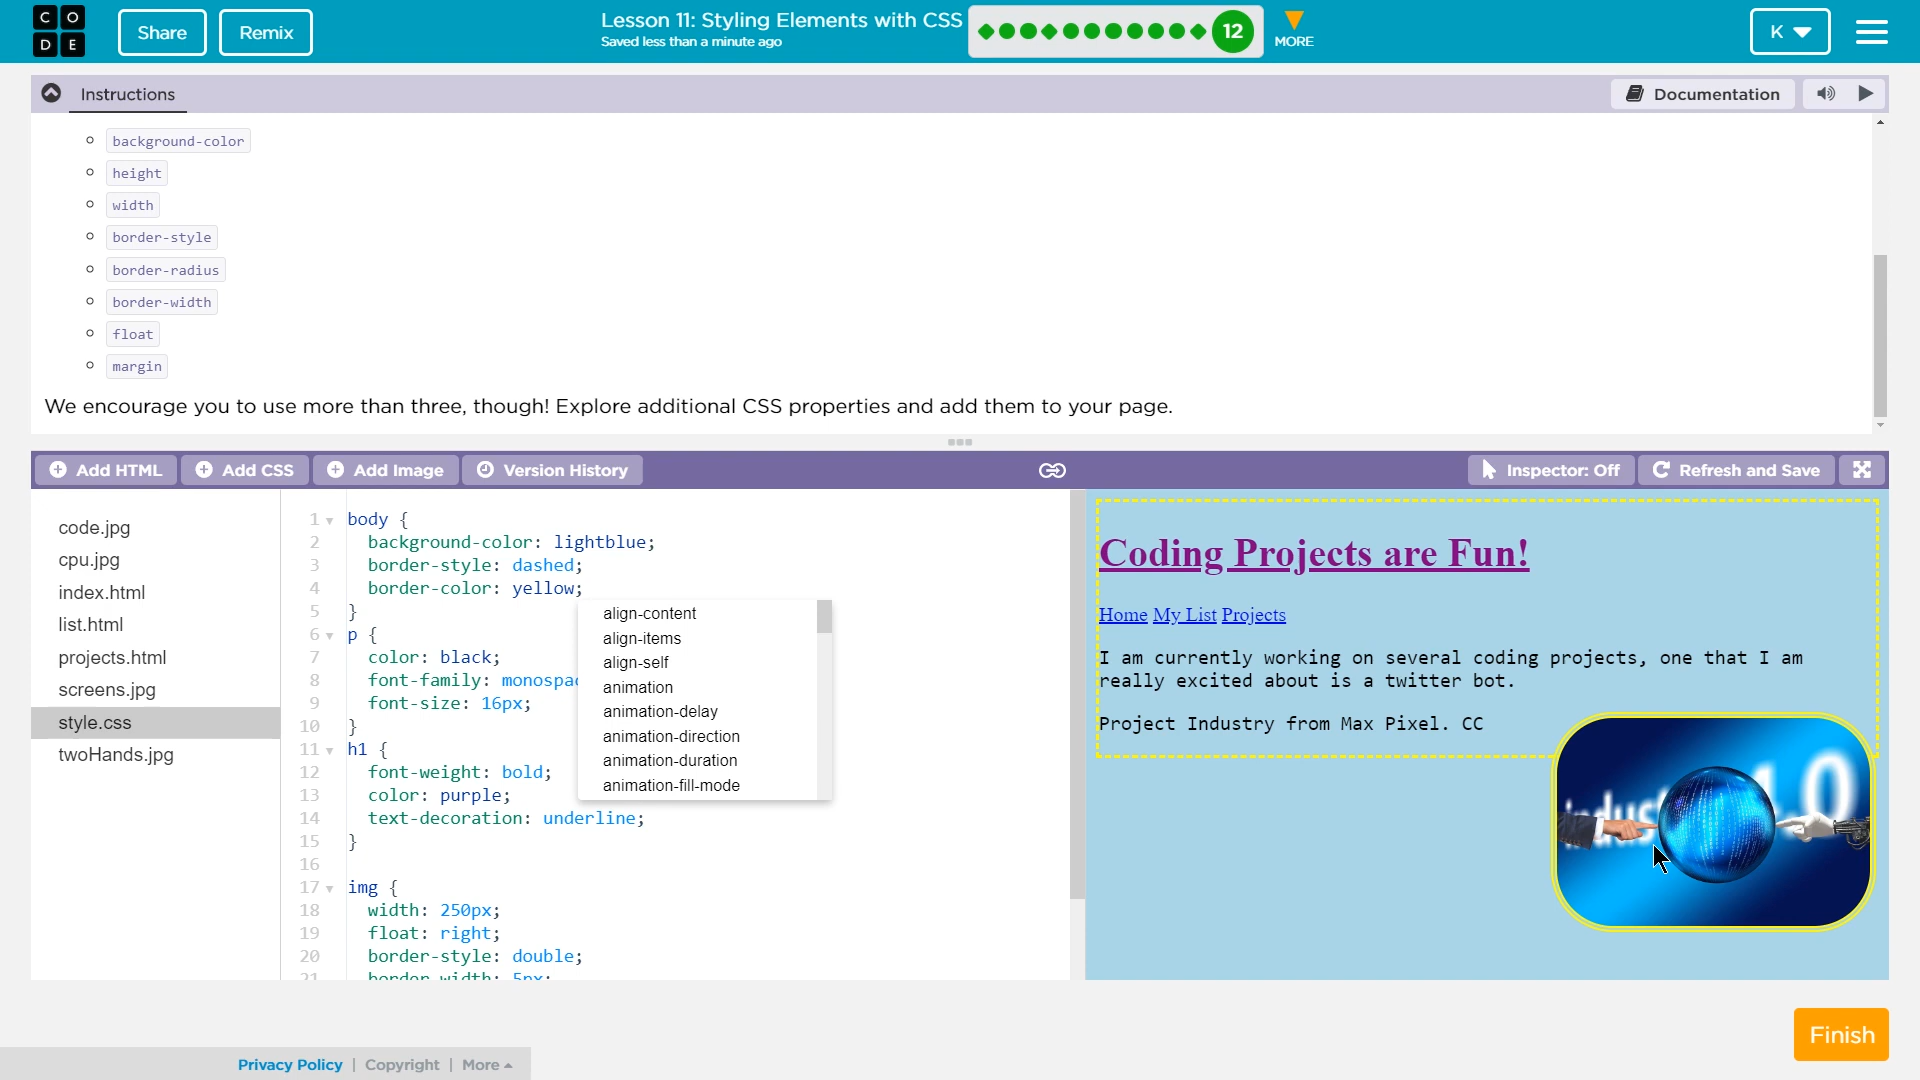 C O
D E
Share
Remix
Lesson 11: Styling Elements with CSS
Saved less than a minute ago
12
MORE
K
Instructions
Documentation
background-color
height
width
border-style
border-radius
border-width
float
margin
We encourage you to use more than three, though! Explore additional CSS properties and add them to your page.
Add HTML
Add CSS
Add Image
Version History
Inspector: Off
Refresh and Save
code.jpg
cpu.jpg
index.html
list.html
projects.html
screens.jpg
style.css
twoHands.jpg
1 body {
2 background-color: lightblue;
3 border-style: dashed;
4 border-color: yellow;
5 }
6 p {
7 color: black;
8 font-family: monospac
9 font-size: 16px;
10 }
11 h1 {
12 font-weight: bold;
13 color: purple;
14 text-decoration: underline;
15 }
16
17 img {
18 width: 250px;
19 float: right;
20 border-style: double;
21 border-width: 5px;
align-content
align-items
align-self
animation
animation-delay
animation-direction
animation-duration
animation-fill-mode
Coding Projects are Fun!
Home My List Projects
I am currently working on several coding projects, one that I am
really excited about is a twitter bot.
Project Industry from Max Pixel. CC
indus 4.0
Finish
Privacy Policy | Copyright | More